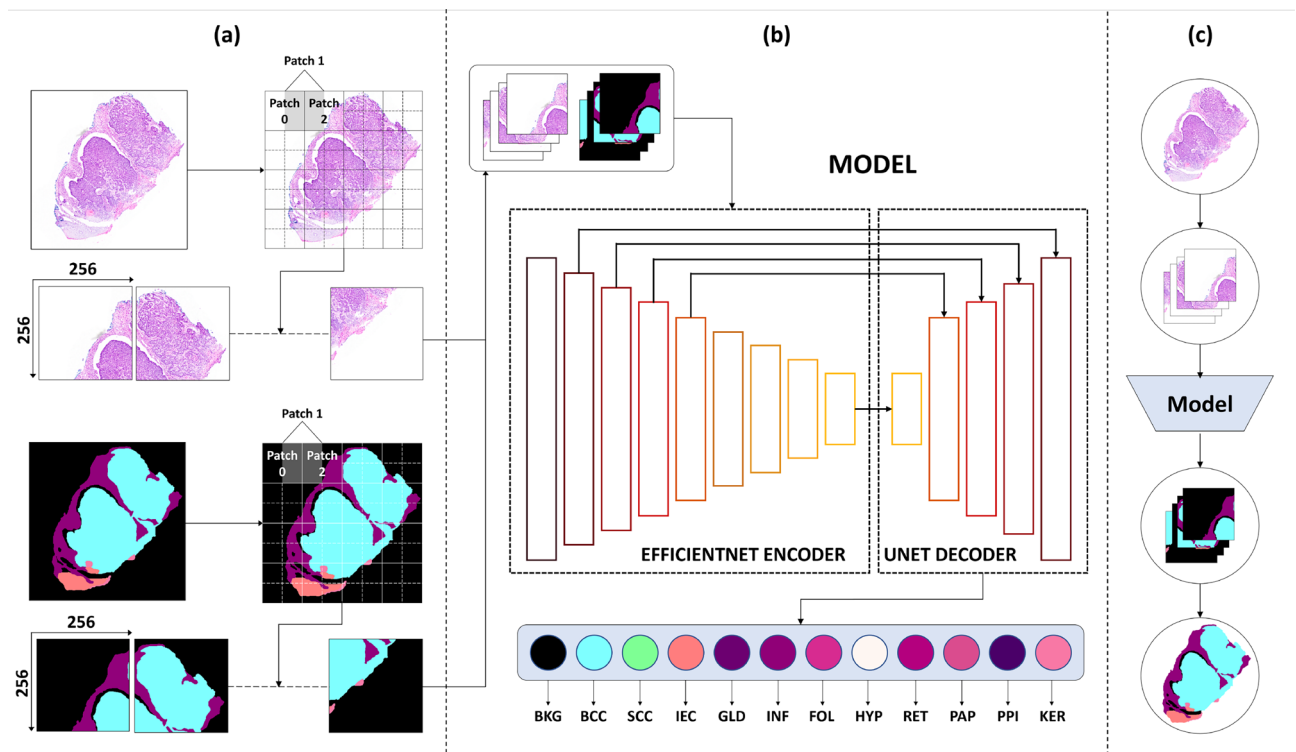 (a)
Patch 1
Patch
0
Patch
2
256
256
Patch 1
Patch
0
Patch
2
256
256
(b)
MODEL
EFFICIENTNET ENCODER
UNET DECODER
BKG BCC SCC IEC GLD INF FOL HYP RET PAP PPI KER
(c)
Model